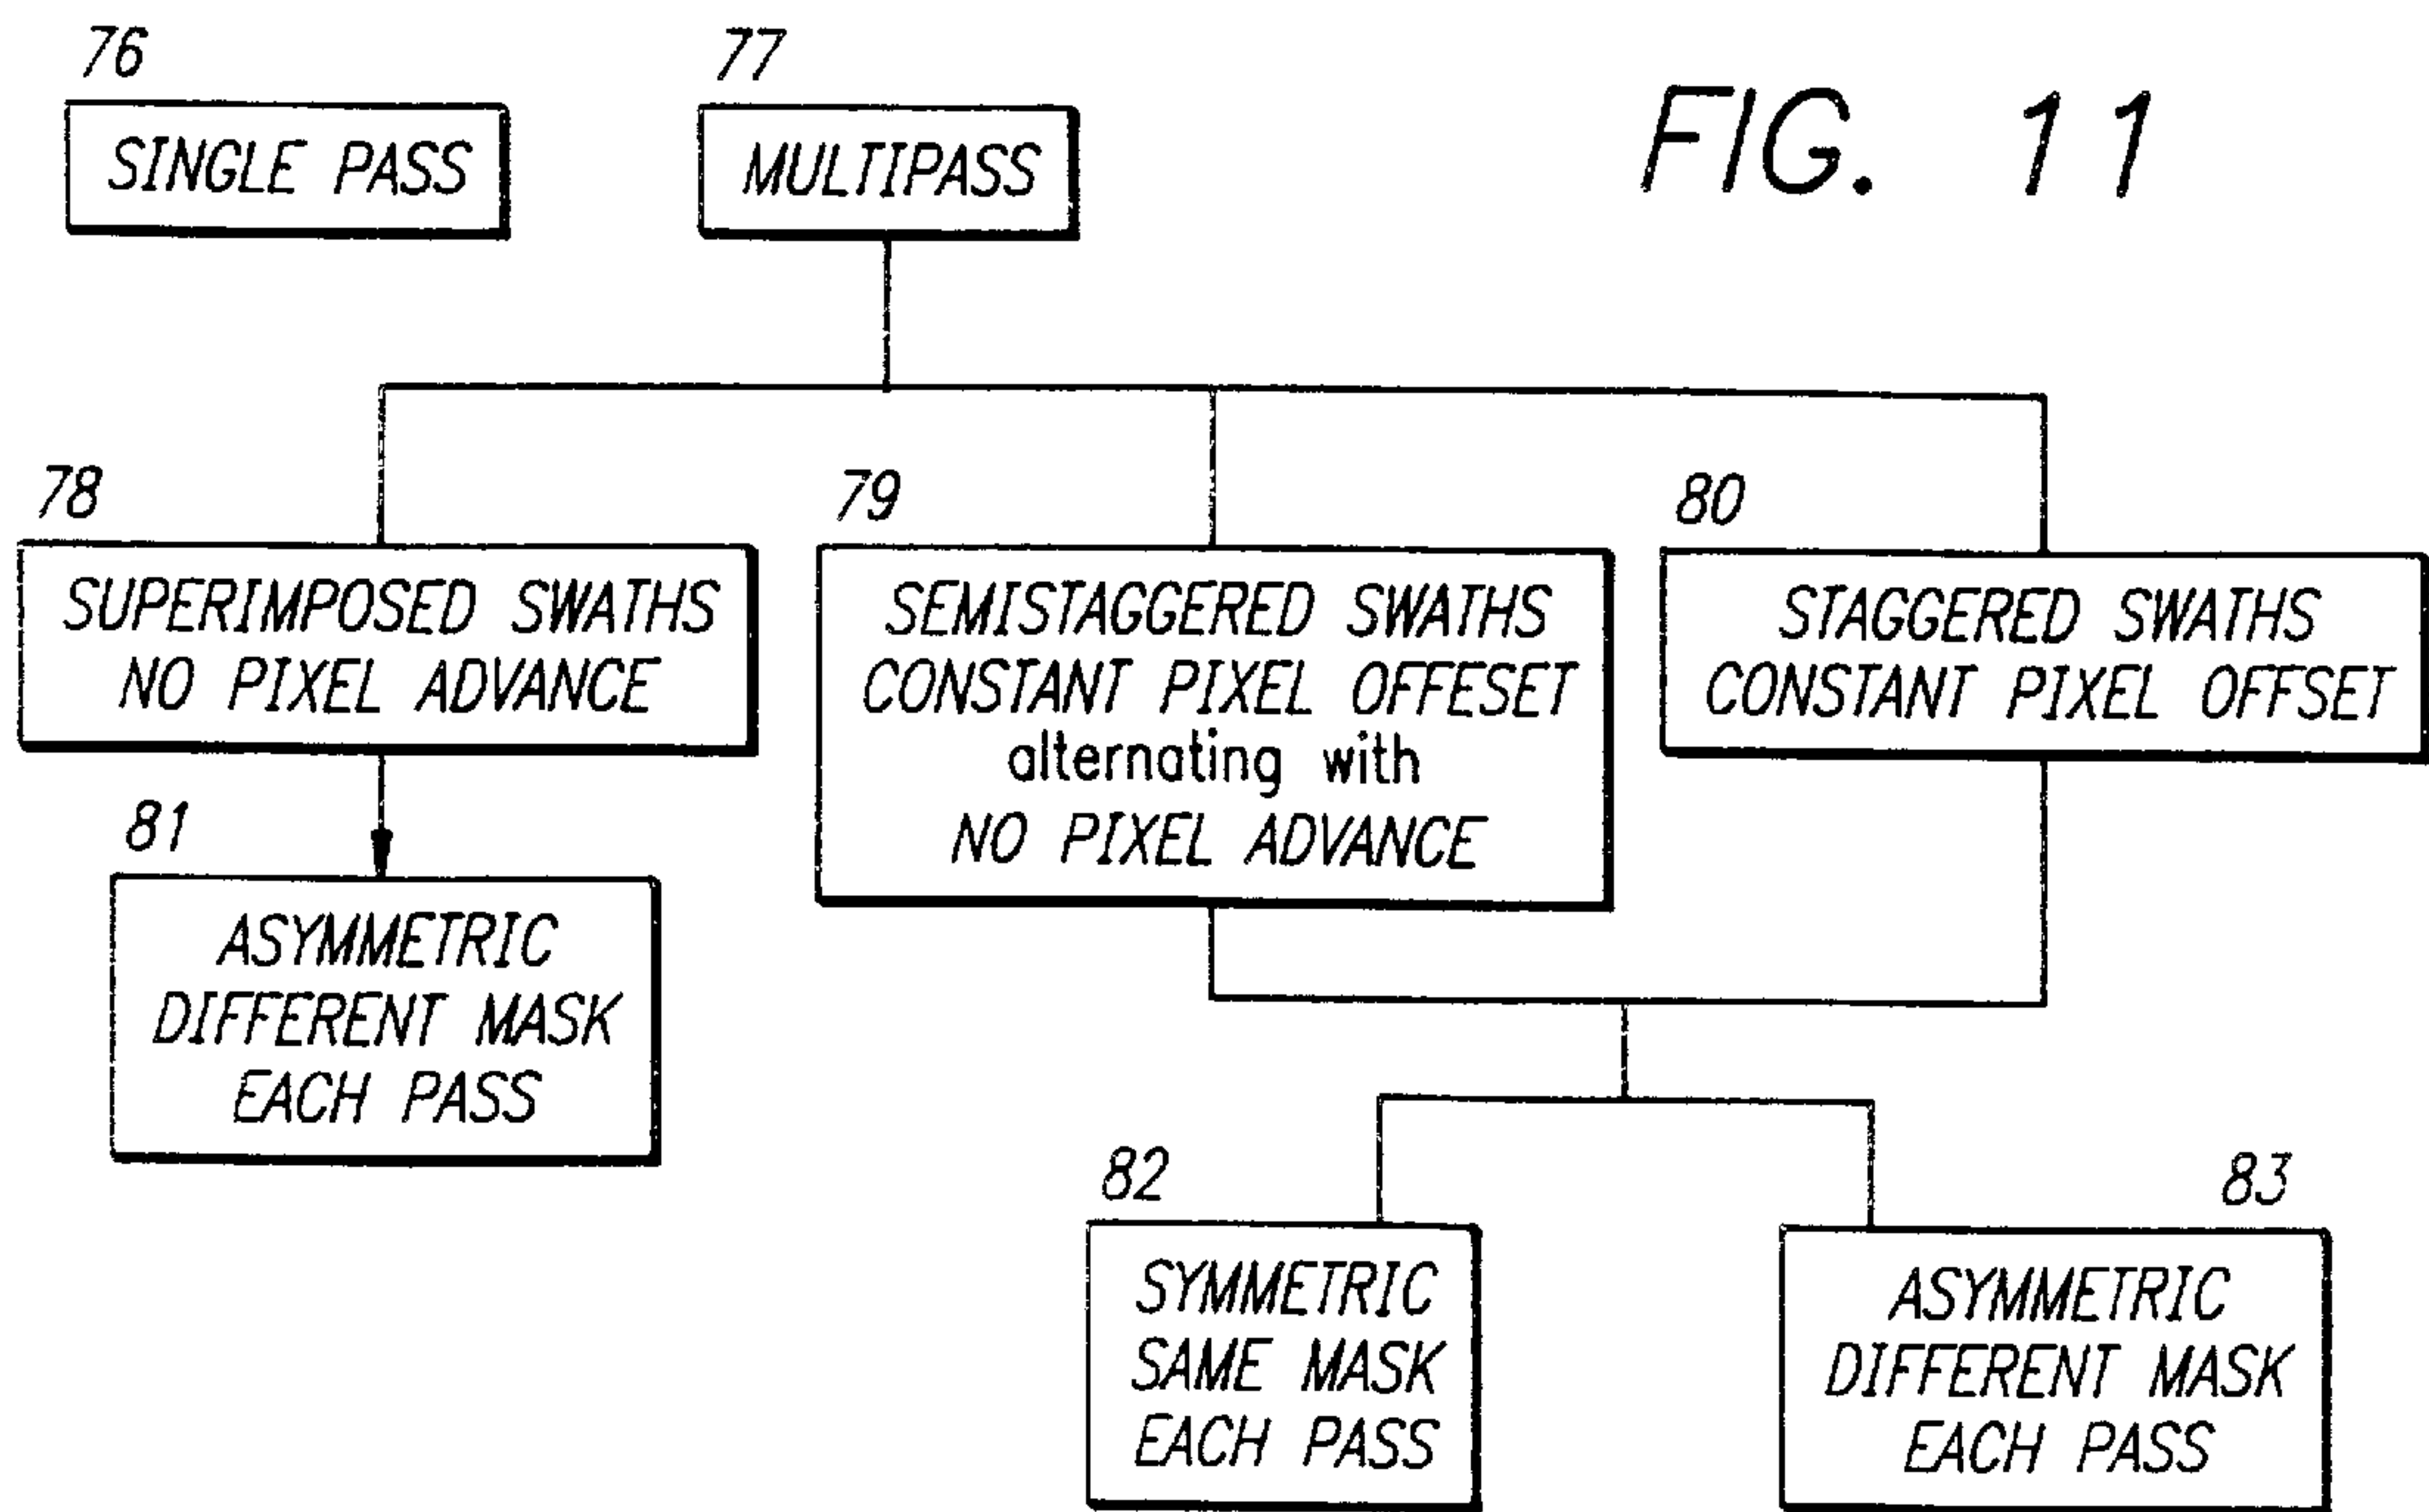 76
SINGLE PASS
77
MULTIPASS
FIG. 11
78
SUPERIMPOSED SWATHS
NO PIXEL ADVANCE
79
SEMISTAGGERED SWATHS
CONSTANT PIXEL OFFESET
alternating with
NO PIXEL ADVANCE
80
STAGGERED SWATHS
CONSTANT PIXEL OFFSET
81
ASYMMETRIC
DIFFERENT MASK
EACH PASS
82
SYMMETRIC
SAME MASK
EACH PASS
83
ASYMMETRIC
DIFFERENT MASK
EACH PASS